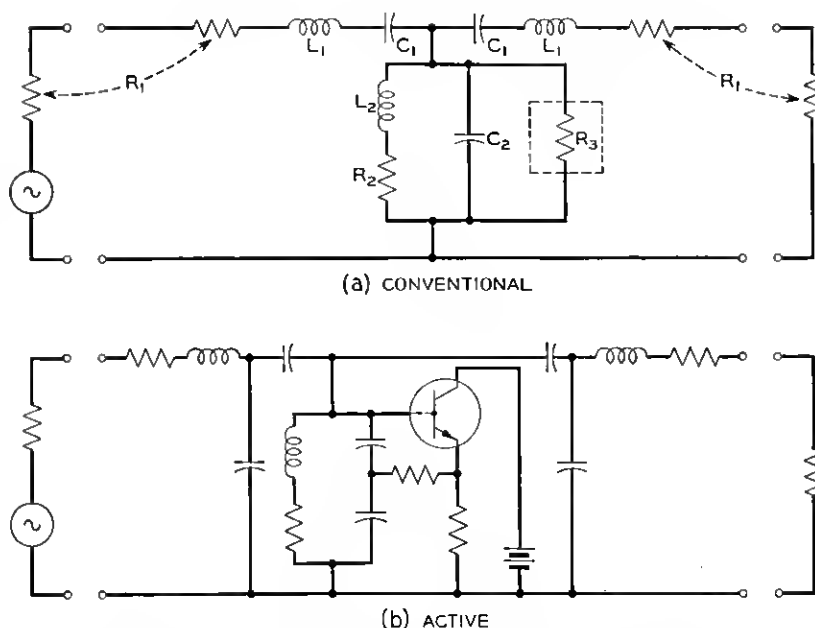 L1 C1 C1 L1
R1 R1
L2
C2 R3
R2
(a) CONVENTIONAL
(b) ACTIVE